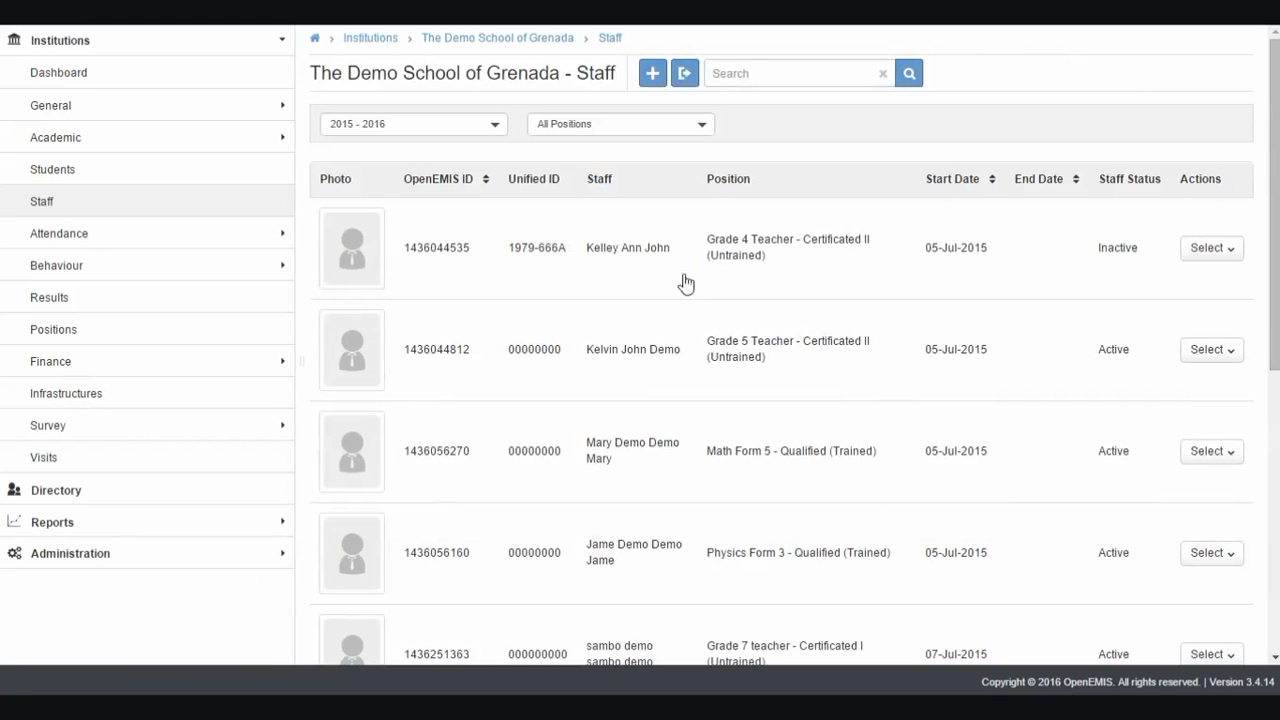 Institutions
Dashboard
General
Academic
Students
Staff
Attendance
Behaviour
Results
Positions
Finance
Infrastructures
Survey
Visits
Directory
Reports
Administration
Institutions › The Demo School of Grenada › Staff
The Demo School of Grenada - Staff
Search
2015 - 2016
All Positions
Photo OpenEMIS ID Unified ID Staff Position Start Date End Date Staff Status Actions
1436044535 1979-666A Kelley Ann John Grade 4 Teacher - Certificated II 05-Jul-2015 Inactive Select
(Untrained)
1436044812 00000000 Kelvin John Demo Grade 5 Teacher - Certificated II 05-Jul-2015 Active Select
(Untrained)
1436056270 00000000 Mary Demo Demo Math Form 5 - Qualified (Trained) 05-Jul-2015 Active Select
Mary
1436056160 00000000 Jame Demo Demo Physics Form 3 - Qualified (Trained) 05-Jul-2015 Active Select
Jame
1436251363 000000000 sambo demo Grade 7 teacher - Certificated I 07-Jul-2015 Active Select
sambo demo (Untrained)
Copyright © 2016 OpenEMIS. All rights reserved. | Version 3.4.14